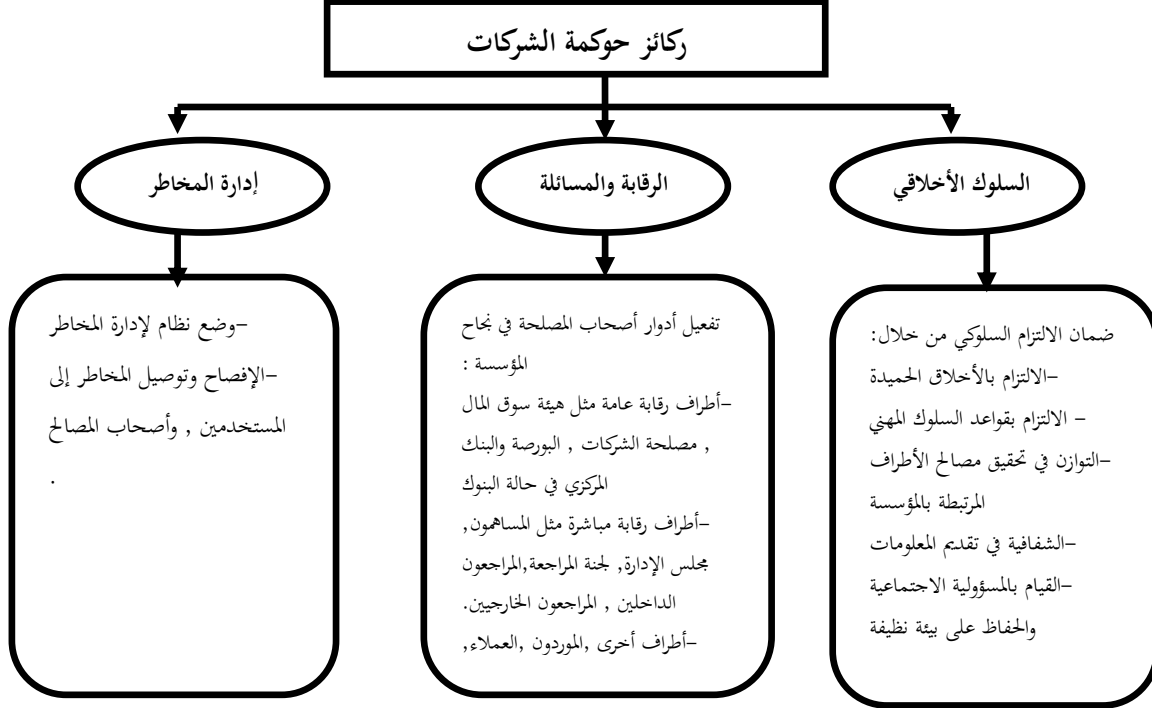 ركائز حوكمة الشركات
السلوك الأخلاقي
الرقابة والمسائلة
إدارة المخاطر
ضمان الالتزام السلوكي من خلال:
–الالتزام بالأخلاق الحميدة
– الالتزام بقواعد السلوك المهني
–التوازن في تحقيق مصالح الأطراف
المرتبطة بالمؤسسة
–الشفافية في تقديم المعلومات
–القيام بالمسؤولية الاجتماعية
والحفاظ على بيئة نظيفة
تفعيل أدوار أصحاب المصلحة في نجاح
المؤسسة :
–أطراف رقابة عامة مثل هيئة سوق المال
, مصلحة الشركات , البورصة والبنك
المركزي في حالة البنوك
–أطراف رقابة مباشرة مثل المساهمون,
مجلس الإدارة, لجنة المراجعة,المراجعون
الداخلين , المراجعون الخارجيين.
–أطراف أخرى ,الموردون ,العملاء,
–وضع نظام لإدارة المخاطر
–الإفصاح وتوصيل المخاطر إلى
المستخدمين , وأصحاب المصالح
.